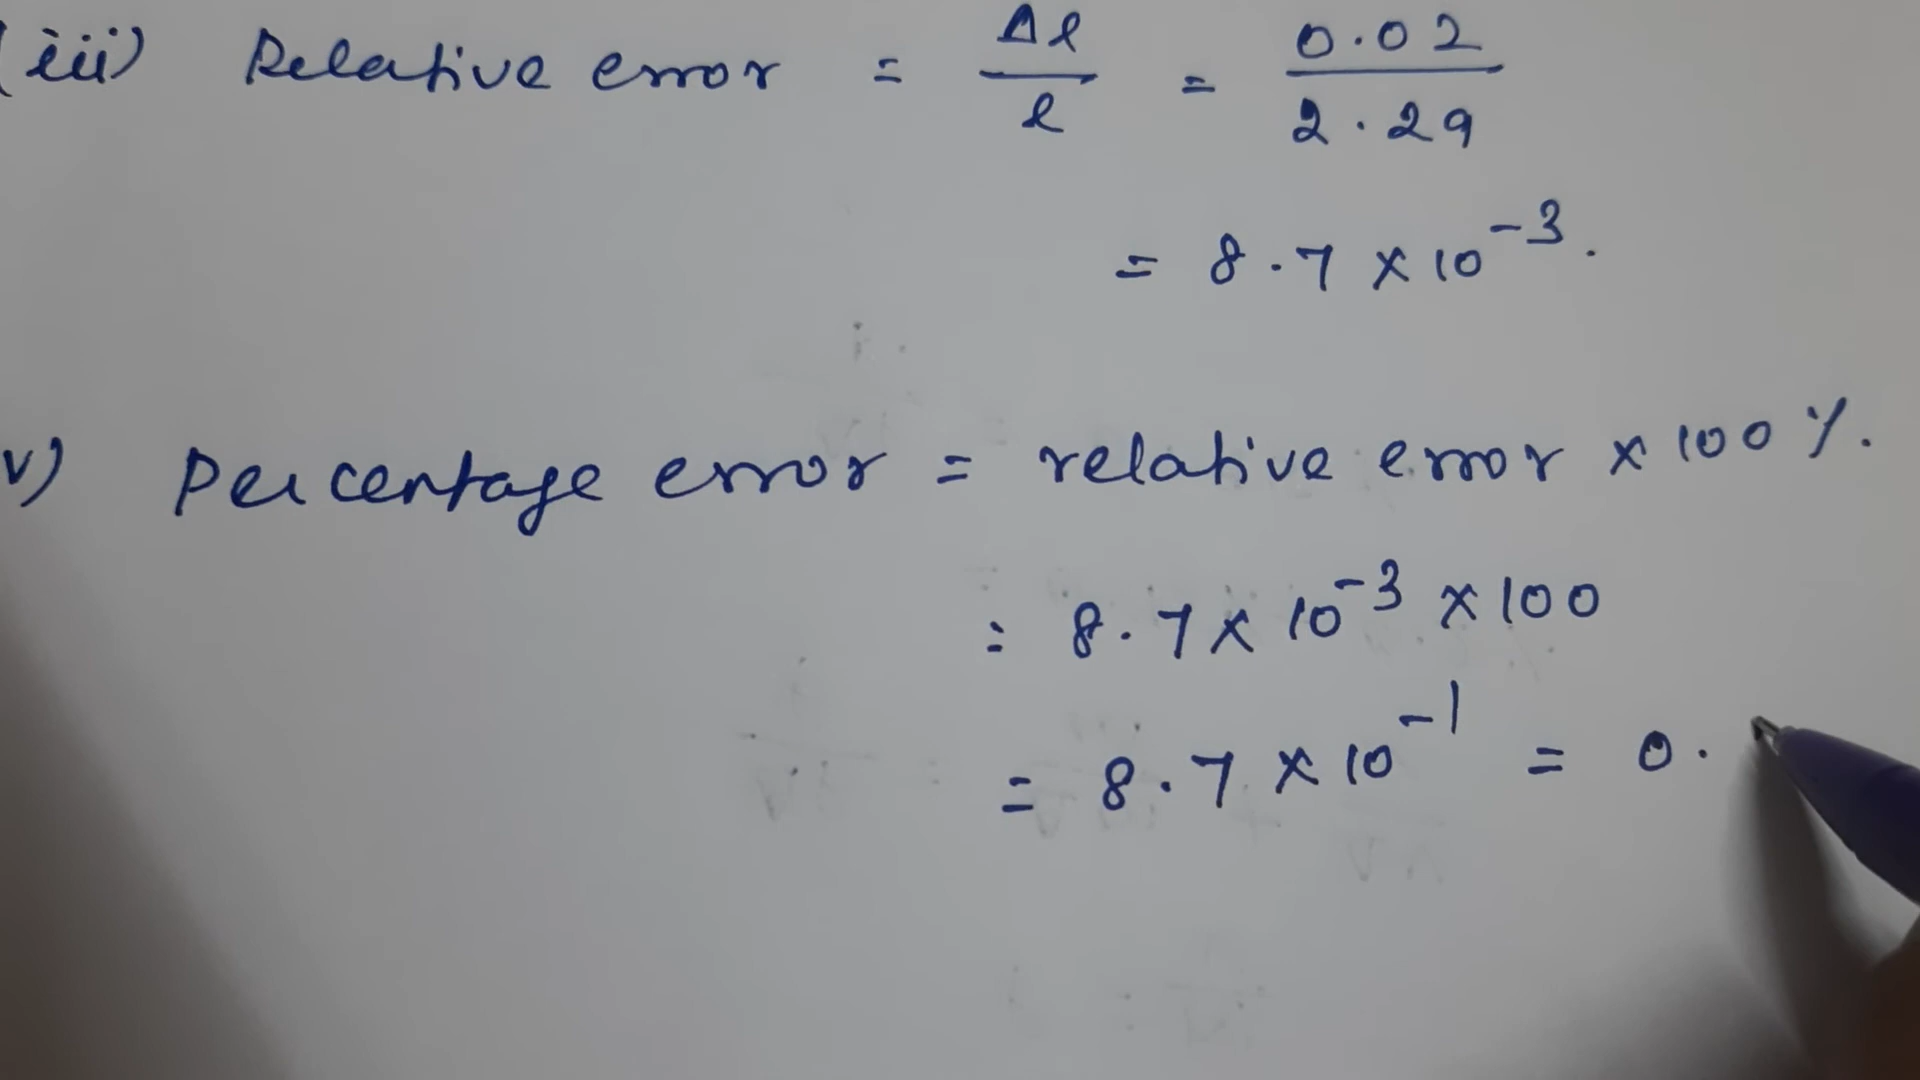 (iii) Relative error = Δl/l = 0.02/2.29
= 8.7 × 10⁻³.
v) Percentage error = relative error × 100 %.
= 8.7 × 10⁻³ × 100
= 8.7 × 10⁻¹ = 0.